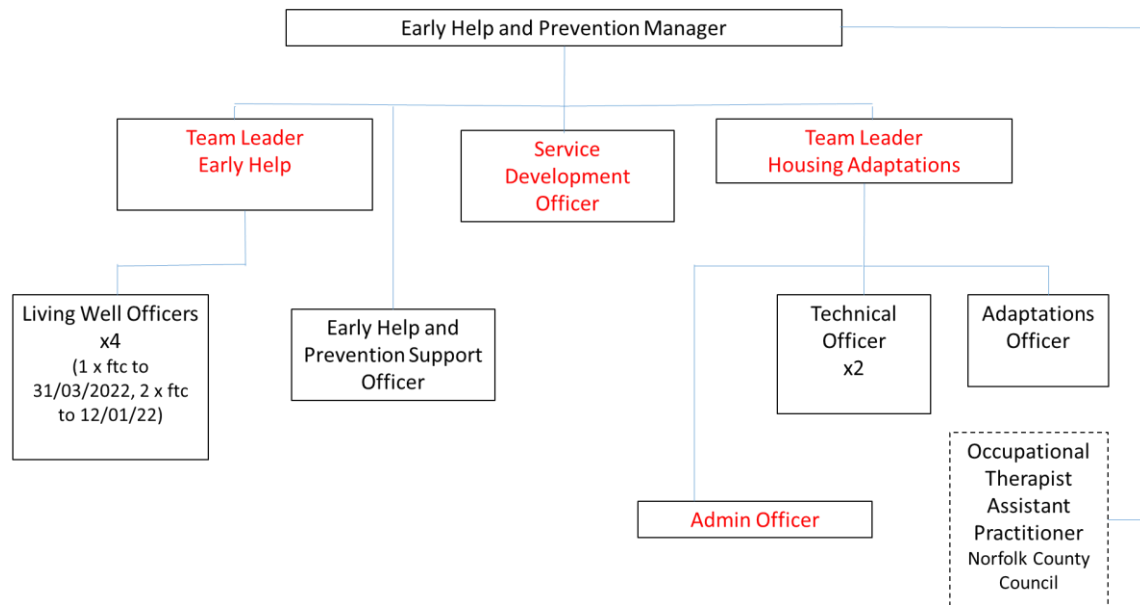 Early Help and Prevention Manager
Team Leader
Early Help
Service
Development
Officer
Team Leader
Housing Adaptations
Living Well Officers
x4
(1 x ftc to
31/03/2022, 2 x ftc
to 12/01/22)
Early Help and
Prevention Support
Officer
Technical
Officer
x2
Adaptations
Officer
Admin Officer
Occupational
Therapist
Assistant
Practitioner
Norfolk County
Council